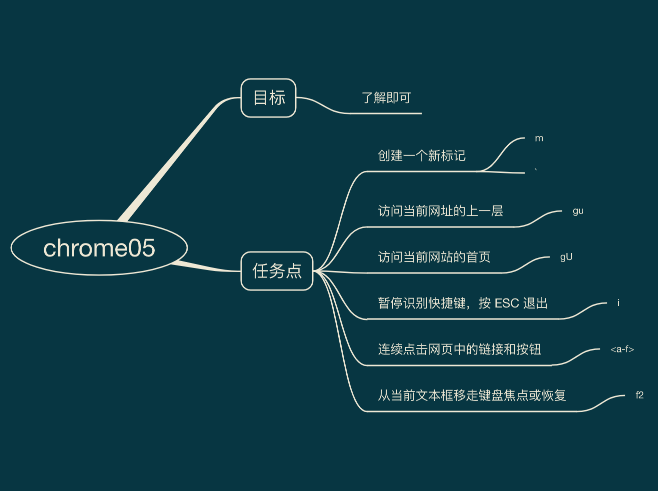 chrome05
目标
了解即可
任务点
创建一个新标记
m
`
访问当前网址的上一层
gu
访问当前网站的首页
gU
暂停识别快捷键，按 ESC 退出
i
连续点击网页中的链接和按钮
<a-f>
从当前文本框移走键盘焦点或恢复
f2